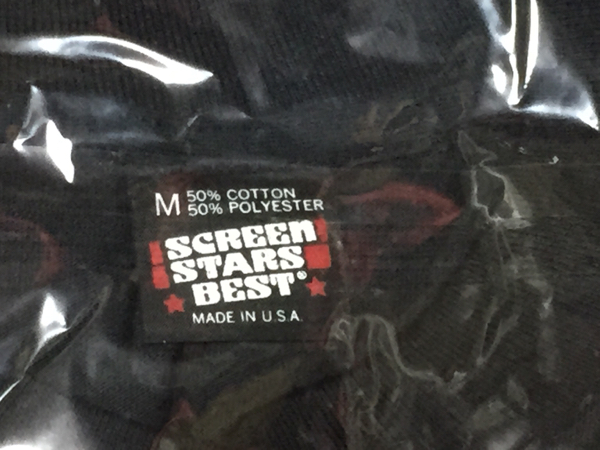 M 50% COTTON
50% POLYESTER
SCREEN
STARS
BEST®
MADE IN U.S.A.